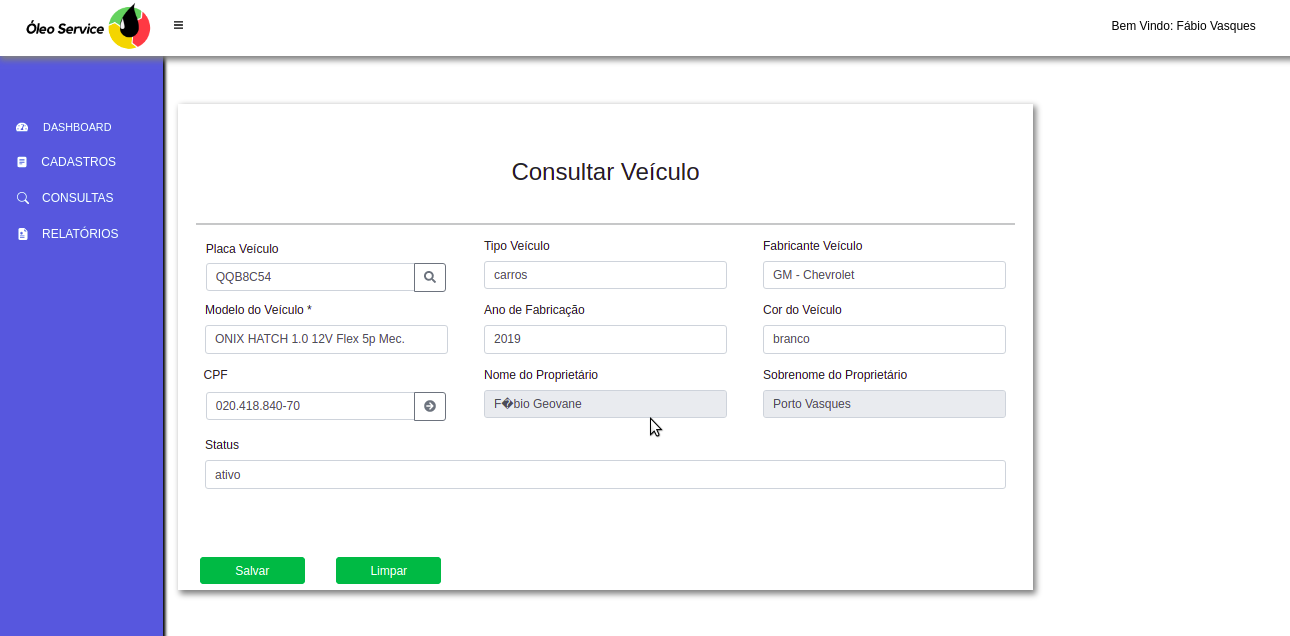 Óleo Service
Bem Vindo: Fábio Vasques
DASHBOARD
CADASTROS
CONSULTAS
RELATÓRIOS
Consultar Veículo
Placa Veículo
QQB8C54
Tipo Veículo
carros
Fabricante Veículo
GM - Chevrolet
Modelo do Veículo *
ONIX HATCH 1.0 12V Flex 5p Mec.
Ano de Fabricação
2019
Cor do Veículo
branco
CPF
020.418.840-70
Nome do Proprietário
F�bio Geovane
Sobrenome do Proprietário
Porto Vasques
Status
ativo
Salvar
Limpar